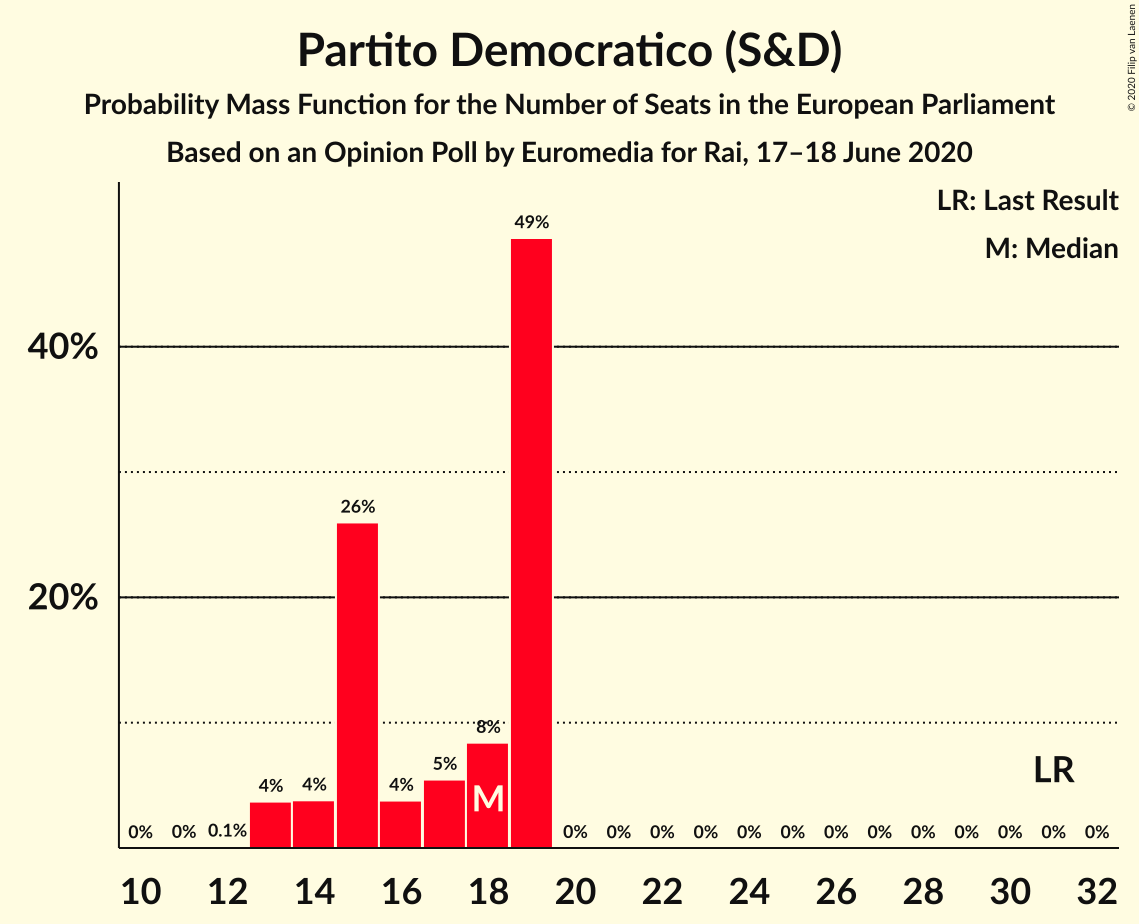 Partito Democratico (S&D)
Probability Mass Function for the Number of Seats in the European Parliament
Based on an Opinion Poll by Euromedia for Rai, 17–18 June 2020
© 2020 Filip van Laenen
LR: Last Result
M: Median
40%
20%
0% 0% 0.1% 4% 4% 26% 4% 5% 8% 49% 0% 0% 0% 0% 0% 0% 0% 0% 0% 0% 0% 0% 0%
M
LR
10 12 14 16 18 20 22 24 26 28 30 32